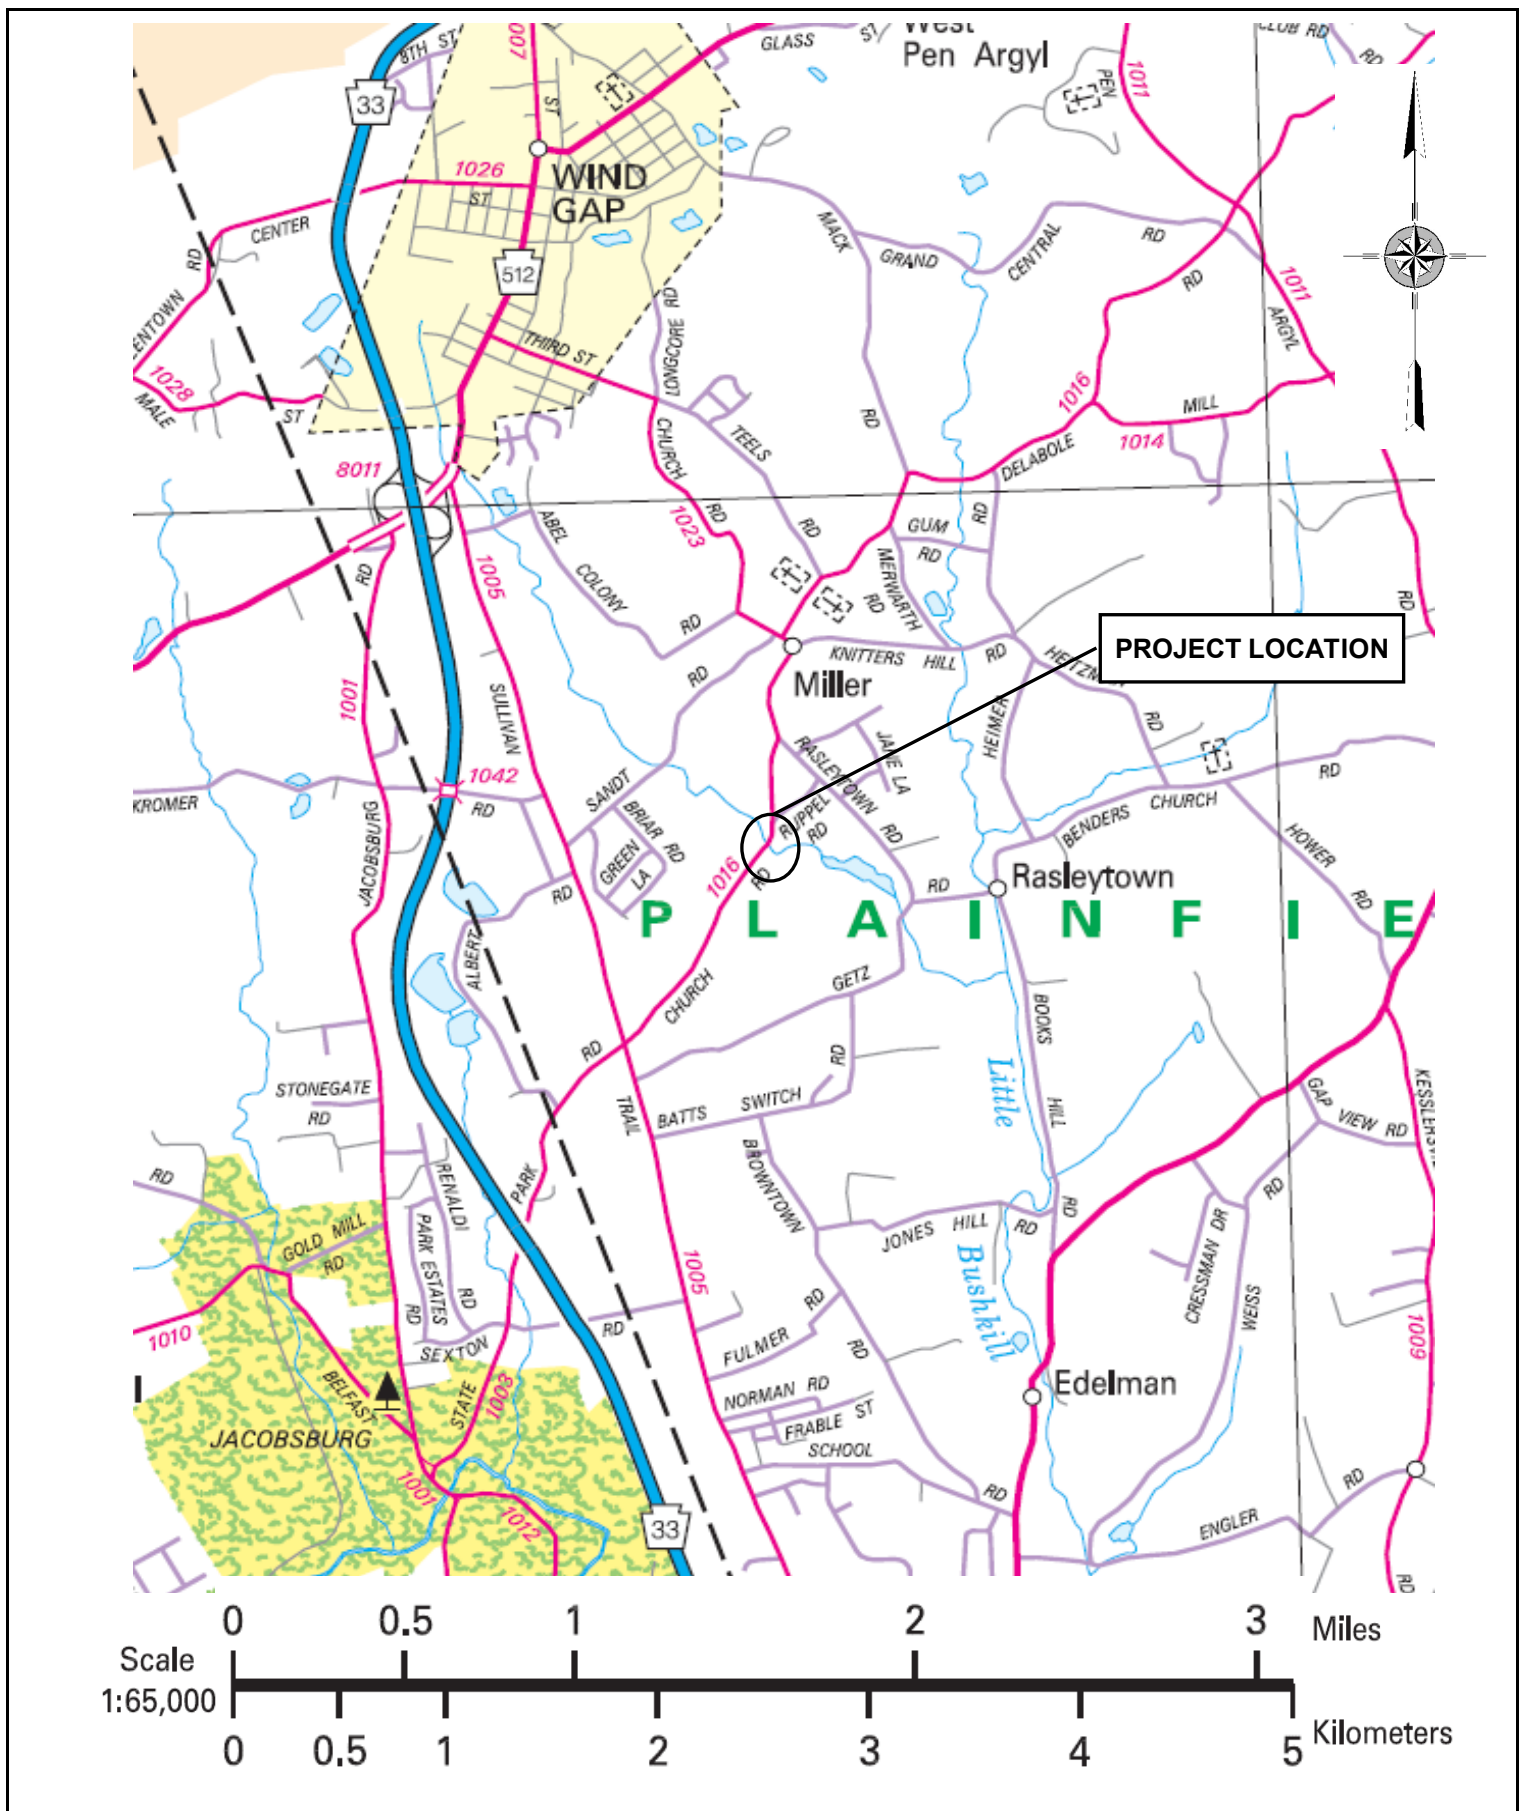 West
Pen Argyl
GLASS
ST
CLUB RD
RD
8TH ST
33
ST
PEN
1011
1026
ST
WIND
GAP
CENTER
RD
512
MACK
GRAND
CENTRAL
RD
RD
1011
ARGYL
LONGCORE RD
THIRD ST
1028
MALE
ST
1016
MILL
1014
DELABOLE
RD
TEELS
RD
CHURCH
RD
1023
8011
ABEL
COLONY
RD
GUM
RD
RD
MERWARTH
RD
1005
RD
RD
PROJECT LOCATION
KNITTERS HILL RD
Miller
RD
HEIMER
RD
1001
SULLIVAN
RASLEYTOWN
RD
JANE LA
1042
RD
KROMER
SANDT
BRIAR RD
GREEN
LA
RUPPEL
RD
BENDERS
CHURCH
RD
HOWER
RD
JACOBSBURG
1016
RD
Rasleytown
RD
RD
PLAINFIE
ALBERT
CHURCH
RD
GETZ
RD
BOOKS
HILL
RD
Little
Bushkill
STONEGATE
RD
TRAIL
BATTS
SWITCH
BROWNTOWN
RD
GAP
VIEW RD
RD
RD
PARK
RENALDI
RD
PARK ESTATES
RD
GOLD MILL
RD
1010
JONES HILL RD
CRESSMAN DR
WEISS
1005
1009
SEXTON
RD
FULMER
RD
NORMAN RD
FRABLE ST
SCHOOL
RD
BELFAST
STATE
1003
JACOBSBURG
1001
1012
33
Edelman
ENGLER
RD
RD
0 0.5 1 2 3 Miles
Scale
1:65,000
0 0.5 1 2 3 4 5 Kilometers